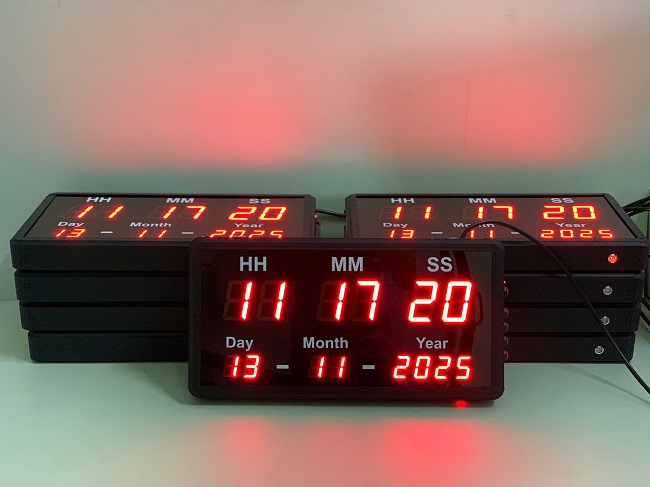 HH MM SS
11 17 20
Day Month Year
13 - 11 - 2025
HH MM SS
11 17 20
Day Month Year
13 - 11 - 2025
HH MM SS
11 17 20
Day Month Year
13 - 11 - 2025